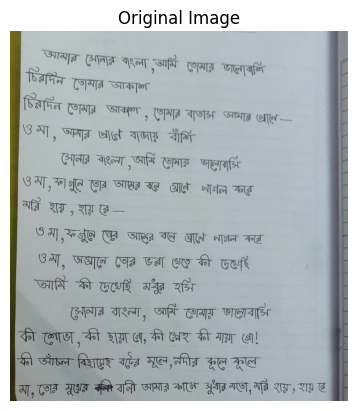 Original Image
আমার সোনার বাংলা, আমি তোমায় ভালোবাসি
চিরদিন তোমার আকাশ
চিরদিন তোমার আকাশ, তোমার বাতাস আমার প্রাণে—
ও মা, আমার প্রাণে বাজায় বাঁশি
সোনার বাংলা, আমি তোমায় ভালোবাসি
ও মা, ফাগুনে তোর আমের বনে ঘ্রাণে পাগল করে
মরি হায়, হায় রে—
ও মা, ফাগুনে তোর আমের বনে ঘ্রাণে পাগল করে
ও মা, অঘ্রানে তোর ভরা খেতে কী দেখেছি
আমি কী দেখেছি মধুর হাসি
সোনার বাংলা, আমি তোমায় ভালোবাসি
কী শোভা, কী ছায়া গো, কী স্নেহ কী মায়া গো!
কী আঁচল বিছায়েছ বটের মূলে, নদীর কূলে কূলে
মা, তোর মুখের বানী আমার কানে সুধার মতো, মরি হায়, হায় রে